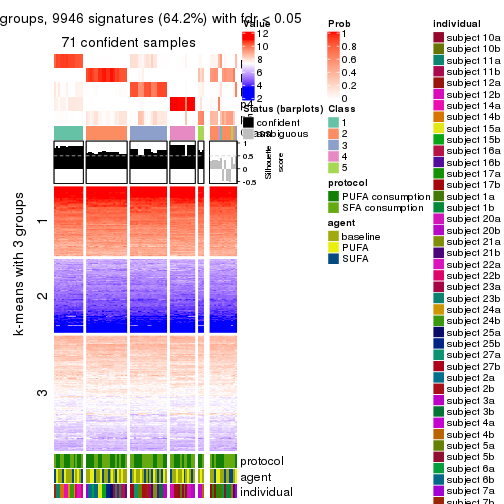 groups, 9946 signatures (64.2%) with fdr < 0.05
71 confident samples
k-means with 3 groups
1
2
3
Value
12
10
8
6
4
2
Status (barplots)
confident
ambiguous
1
0.5
0
-0.5
Silhouette
score
Prob
1
0.8
0.6
0.4
0.2
0
Class
1
2
3
4
5
protocol
PUFA consumption
SFA consumption
agent
baseline
PUFA
SUFA
protocol
agent
individual
individual
subject 10a
subject 10b
subject 11a
subject 11b
subject 12a
subject 12b
subject 14a
subject 14b
subject 15a
subject 15b
subject 16a
subject 16b
subject 17a
subject 17b
subject 1a
subject 1b
subject 20a
subject 20b
subject 21a
subject 21b
subject 22a
subject 22b
subject 23a
subject 23b
subject 24a
subject 24b
subject 25a
subject 25b
subject 27a
subject 27b
subject 2a
subject 2b
subject 3a
subject 3b
subject 4a
subject 4b
subject 5a
subject 5b
subject 6a
subject 6b
subject 7a
subject 7b